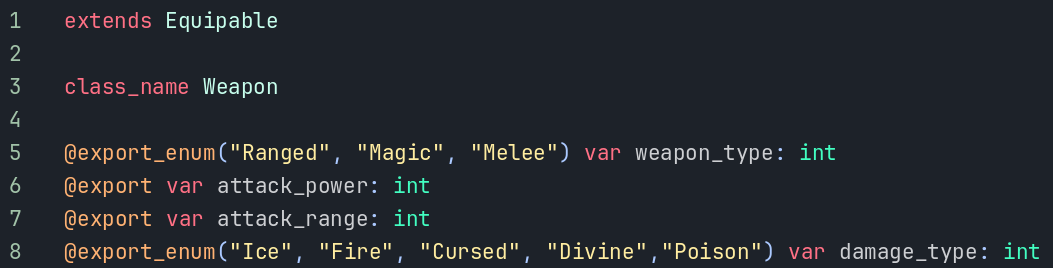 1 extends Equipable
2
3 class_name Weapon
4
5 @export_enum("Ranged", "Magic", "Melee") var weapon_type: int
6 @export var attack_power: int
7 @export var attack_range: int
8 @export_enum("Ice", "Fire", "Cursed", "Divine","Poison") var damage_type: int